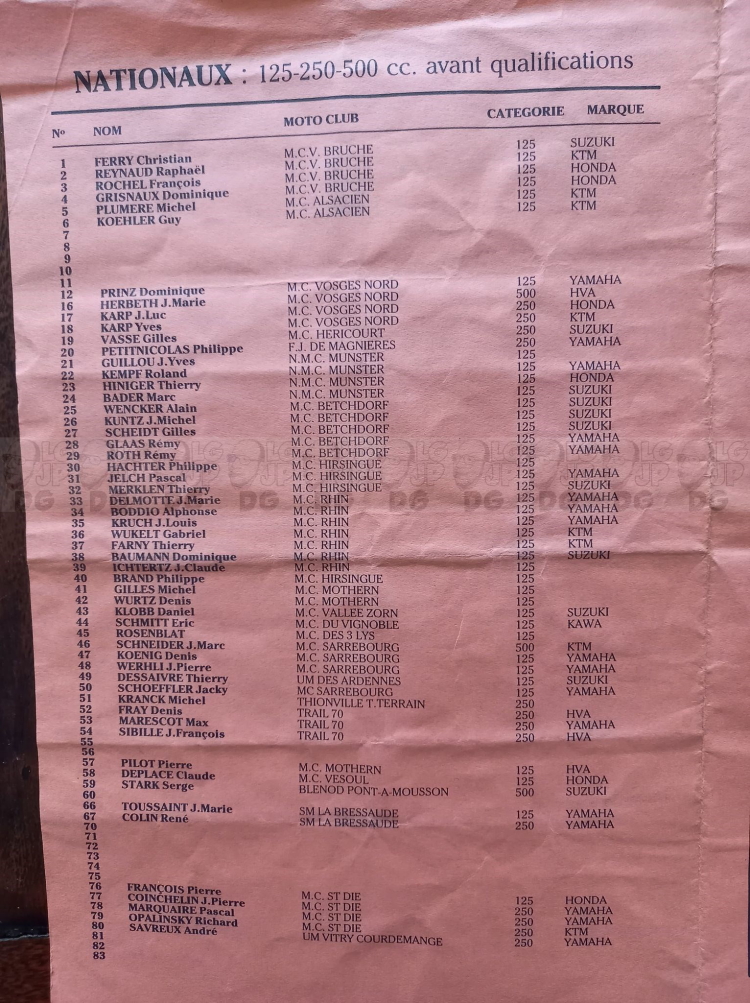 NATIONAUX : 125-250-500 cc. avant qualifications
Nº NOM MOTO CLUB CATEGORIE MARQUE
1 FERRY Christian M.C.V. BRUCHE 125 SUZUKI
2 REYNAUD Raphaël M.C.V. BRUCHE 125 KTM
3 ROCHEL François M.C.V. BRUCHE 125 HONDA
4 GRISNAUX Dominique M.C.V. BRUCHE 125 HONDA
5 PLUMERE Michel M.C. ALSACIEN 125 KTM
6 KOEHLER Guy M.C. ALSACIEN 125 KTM
7
8
9
10
11
12 PRINZ Dominique M.C. VOSGES NORD 125 YAMAHA
16 HERBETH J.Marie M.C. VOSGES NORD 500 HVA
17 KARP J.Luc M.C. VOSGES NORD 250 HONDA
18 KARP Yves M.C. VOSGES NORD 250 KTM
19 VASSE Gilles M.C. HERICOURT 250 SUZUKI
20 PETITNICOLAS Philippe F.J. DE MAGNIERES 250 YAMAHA
21 GUILLOU J.Yves N.M.C. MUNSTER 125
22 KEMPF Roland N.M.C. MUNSTER 125 YAMAHA
23 HINIGER Thierry N.M.C. MUNSTER 125 HONDA
24 BADER Marc N.M.C. MUNSTER 125 SUZUKI
25 WENCKER Alain M.C. BETCHDORF 125 SUZUKI
26 KUNTZ J.Michel M.C. BETCHDORF 125 SUZUKI
27 SCHEIDT Gilles M.C. BETCHDORF 125 SUZUKI
28 GLAAS Rémy M.C. BETCHDORF 125 YAMAHA
29 ROTH Rémy M.C. BETCHDORF 125 YAMAHA
30 HACHTER Philippe M.C. HIRSINGUE 125
31 JELCH Pascal M.C. HIRSINGUE 125 YAMAHA
32 MERKLEN Thierry M.C. HIRSINGUE 125 SUZUKI
33 DELMOTTE J.Marie M.C. RHIN 125 YAMAHA
34 BODDIO Alphonse M.C. RHIN 125 YAMAHA
35 KRUCH J.Louis M.C. RHIN 125 YAMAHA
36 WUKELT Gabriel M.C. RHIN 125 KTM
37 FARNY Thierry M.C. RHIN 125 KTM
38 BAUMANN Dominique M.C. RHIN 125 SUZUKI
39 ICHTERTZ J.Claude M.C. RHIN 125
40 BRAND Philippe M.C. HIRSINGUE 125
41 GILLES Michel M.C. MOTHERN 125
42 WURTZ Denis M.C. MOTHERN 125
43 KLOBB Daniel M.C. VALLEE ZORN 125 SUZUKI
44 SCHMITT Eric M.C. DU VIGNOBLE 125 KAWA
45 ROSENBLAT M.C. DES 3 LYS 125
46 SCHNEIDER J.Marc M.C. SARREBOURG 500 KTM
47 KOENIG Denis M.C. SARREBOURG 125 YAMAHA
48 WERHLI J.Pierre M.C. SARREBOURG 125 YAMAHA
49 DESSAIVRE Thierry UM DES ARDENNES 125 SUZUKI
50 SCHOEFFLER Jacky MC SARREBOURG 125 YAMAHA
51 KRANCK Michel THIONVILLE T.TERRAIN 250
52 FRAY Denis TRAIL 70 250 HVA
53 MARESCOT Max TRAIL 70 250 YAMAHA
54 SIBILLE J.François TRAIL 70 250 HVA
55
56
57 PILOT Pierre M.C. MOTHERN 125 HVA
58 DEPLACE Claude M.C. VESOUL 125 HONDA
59 STARK Serge BLENOD PONT-A-MOUSSON 500 SUZUKI
60
66 TOUSSAINT J.Marie SM LA BRESSAUDE 125 YAMAHA
67 COLIN René SM LA BRESSAUDE 250 YAMAHA
70
71
72
73
74
75
76 FRANÇOIS Pierre M.C. ST DIE 125 HONDA
77 COINCHELIN J.Pierre M.C. ST DIE 250 YAMAHA
78 MARQUAIRE Pascal M.C. ST DIE 250 YAMAHA
79 OPALINSKY Richard M.C. ST DIE 250 KTM
80 SAVREUX André UM VITRY COURDEMANGE 250 YAMAHA
81
82
83